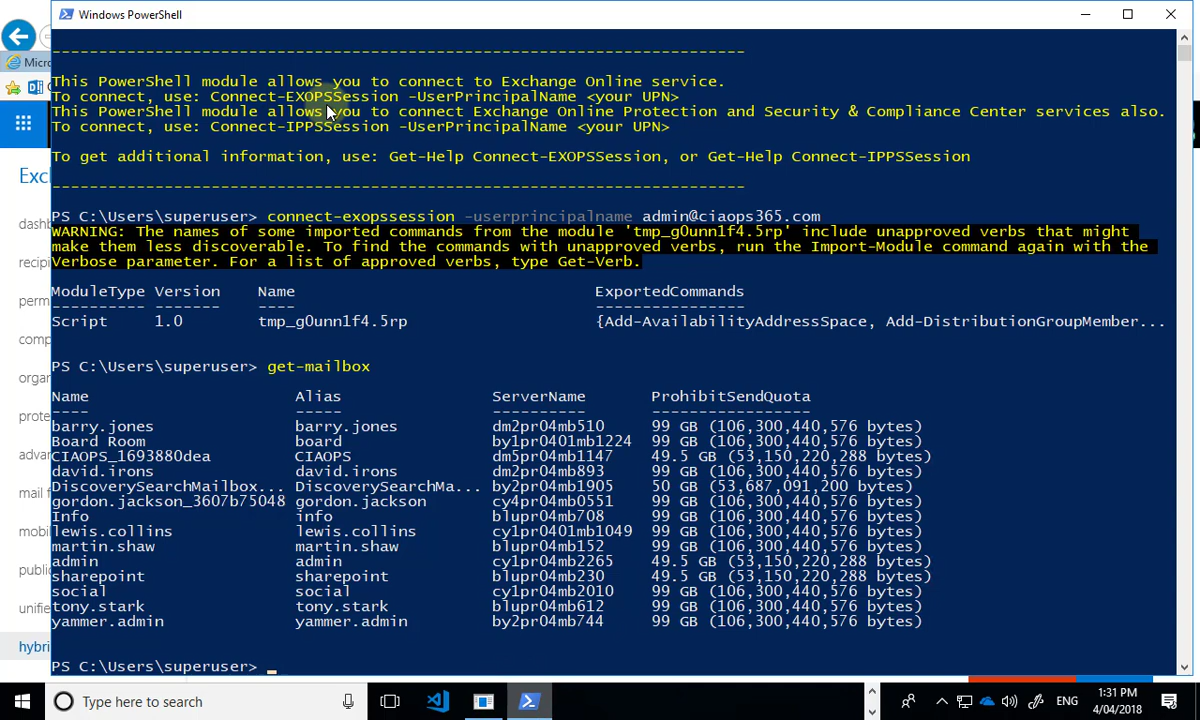 Windows PowerShell
Micro
Di
Excl
dashb
recipi
permi
comp
organ
prote
advar
mail f
mobil
public
unifie
hybri
--------------------------------------------------------------------------
This PowerShell module allows you to connect to Exchange Online service.
To connect, use: Connect-EXOPSSession -UserPrincipalName <your UPN>
This PowerShell module allows you to connect Exchange Online Protection and Security & Compliance Center services also.
To connect, use: Connect-IPPSSession -UserPrincipalName <your UPN>
To get additional information, use: Get-Help Connect-EXOPSSession, or Get-Help Connect-IPPSSession
--------------------------------------------------------------------------
PS C:\Users\superuser> connect-exopssession -userprincipalname admin@ciaops365.com
WARNING: The names of some imported commands from the module 'tmp_g0unn1f4.5rp' include unapproved verbs that might
make them less discoverable. To find the commands with unapproved verbs, run the Import-Module command again with the
Verbose parameter. For a list of approved verbs, type Get-Verb.
ModuleType Version Name ExportedCommands
---------- ------- ---- ----------------
Script 1.0 tmp_g0unn1f4.5rp {Add-AvailabilityAddressSpace, Add-DistributionGroupMember...
PS C:\Users\superuser> get-mailbox
Name Alias ServerName ProhibitSendQuota
---- ----- ---------- -----------------
barry.jones barry.jones dm2pr04mb510 99 GB (106,300,440,576 bytes)
Board Room board by1pr0401mb1224 99 GB (106,300,440,576 bytes)
CIAOPS_1693880dea CIAOPS dm5pr04mb1147 49.5 GB (53,150,220,288 bytes)
david.irons david.irons dm2pr04mb893 99 GB (106,300,440,576 bytes)
DiscoverySearchMailbox... DiscoverySearchMa... by2pr04mb1905 50 GB (53,687,091,200 bytes)
gordon.jackson_3607b75048 gordon.jackson cy4pr04mb0551 99 GB (106,300,440,576 bytes)
Info info blupr04mb708 99 GB (106,300,440,576 bytes)
lewis.collins lewis.collins cy1pr0401mb1049 99 GB (106,300,440,576 bytes)
martin.shaw martin.shaw blupr04mb152 99 GB (106,300,440,576 bytes)
admin admin cy1pr04mb2265 49.5 GB (53,150,220,288 bytes)
sharepoint sharepoint blupr04mb230 49.5 GB (53,150,220,288 bytes)
social social cy1pr04mb2010 99 GB (106,300,440,576 bytes)
tony.stark tony.stark blupr04mb612 99 GB (106,300,440,576 bytes)
yammer.admin yammer.admin by2pr04mb744 99 GB (106,300,440,576 bytes)
PS C:\Users\superuser> _
Type here to search
ENG
1:31 PM
4/04/2018